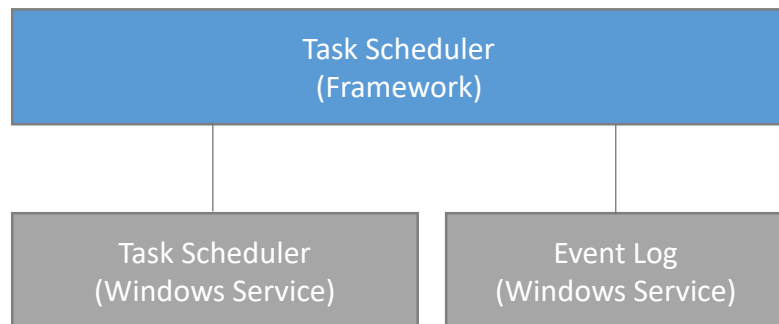 Task Scheduler
(Framework)
Task Scheduler
(Windows Service)
Event Log
(Windows Service)